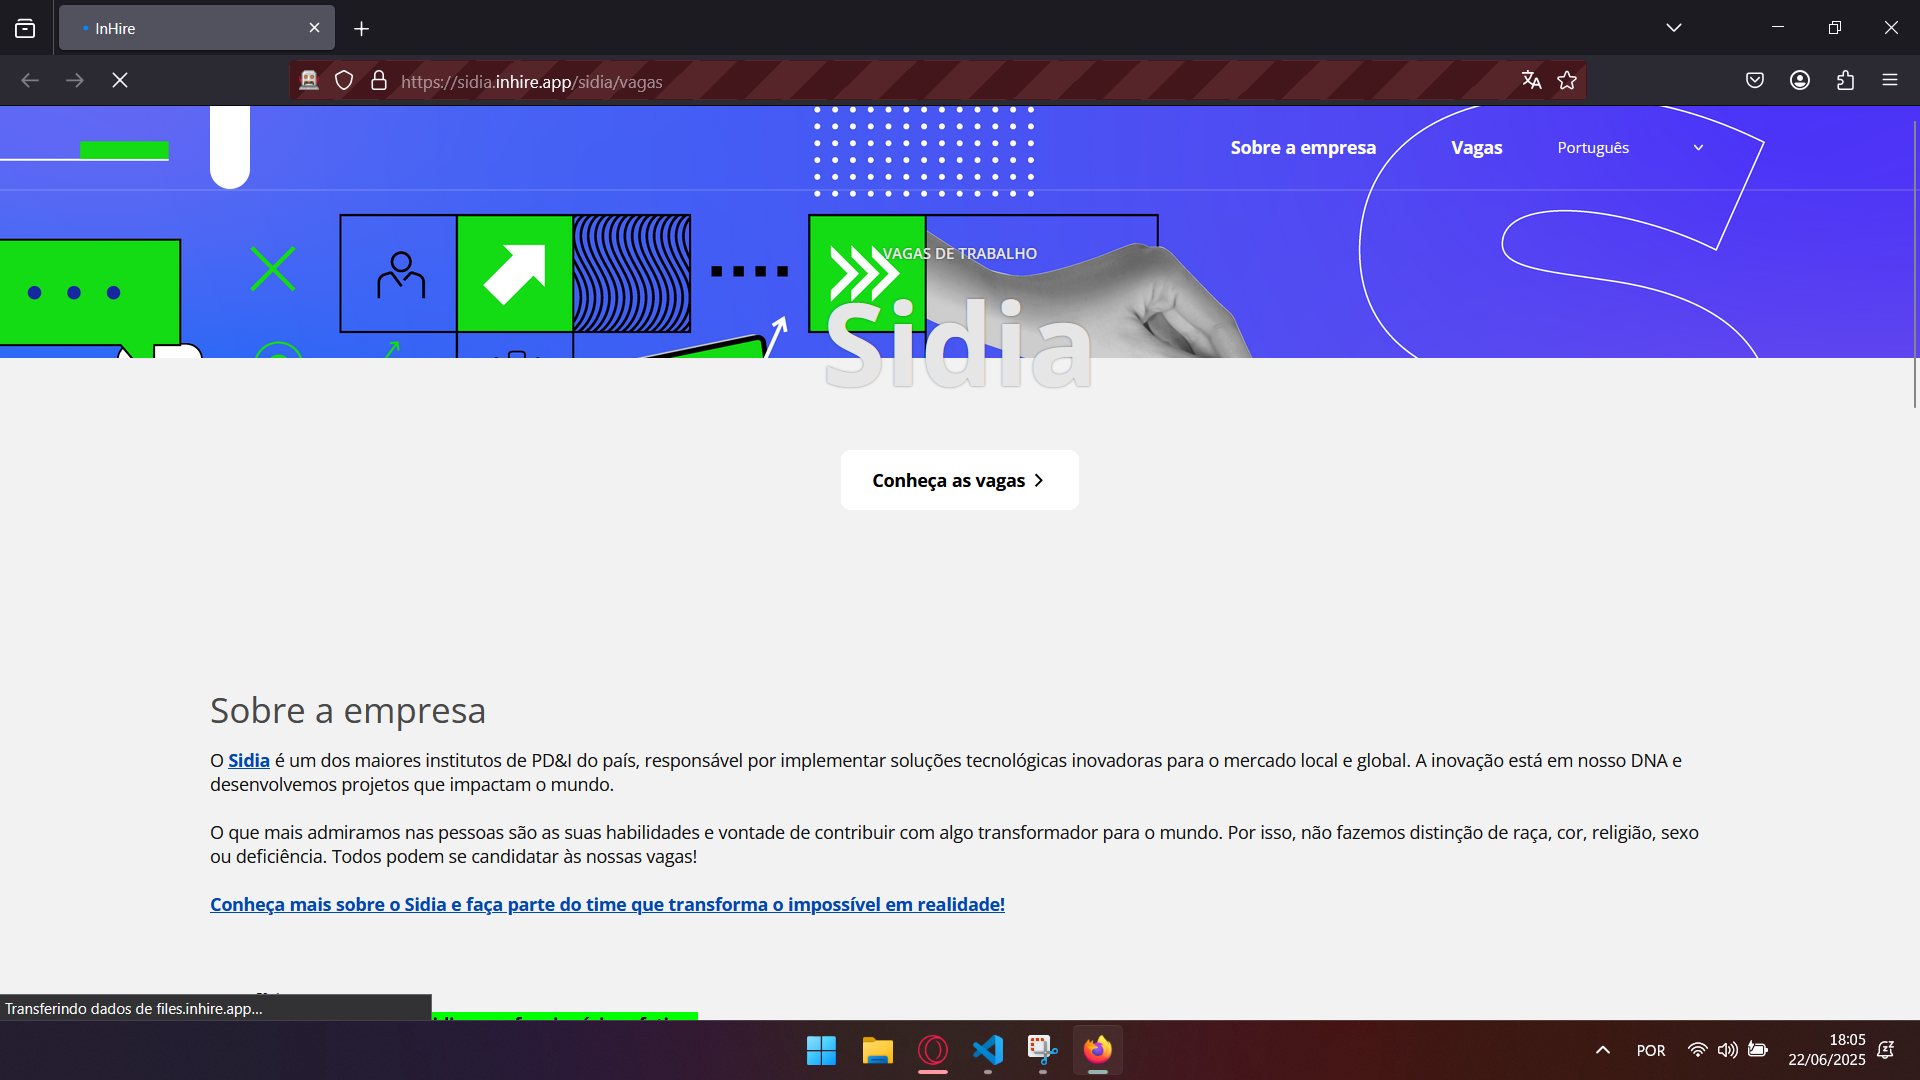 InHire
https://sidia.inhire.app/sidia/vagas
Sobre a empresa
Vagas
Português
VAGAS DE TRABALHO
Sidia
Conheça as vagas
Sobre a empresa
O Sidia é um dos maiores institutos de PD&I do país, responsável por implementar soluções tecnológicas inovadoras para o mercado local e global. A inovação está em nosso DNA e
desenvolvemos projetos que impactam o mundo.
O que mais admiramos nas pessoas são as suas habilidades e vontade de contribuir com algo transformador para o mundo. Por isso, não fazemos distinção de raça, cor, religião, sexo
ou deficiência. Todos podem se candidatar às nossas vagas!
Conheça mais sobre o Sidia e faça parte do time que transforma o impossível em realidade!
Transferindo dados de files.inhire.app...
POR
18:05
22/06/2025